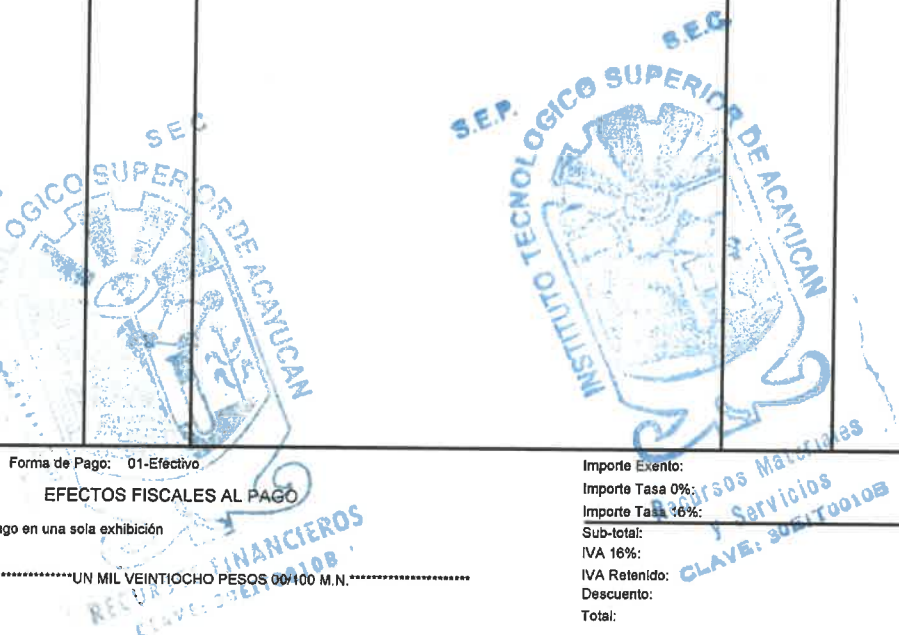 S.E.C.
S.E.P.
INSTITUTO TECNOLOGICO SUPERIOR DE ACAYUCAN
SEC
OGICO SUPERIOR DE ACAYUCAN
Recursos Materiales
y Servicios
CLAVE: 30EIT0010B
Forma de Pago: 01-Efectivo
EFECTOS FISCALES AL PAGO
go en una sola exhibición
***************UN MIL VEINTIOCHO PESOS 00/100 M.N.***********************
FINANCIEROS
Importe Exento:
Importe Tasa 0%:
Importe Tasa 16%:
Sub-total:
IVA 16%:
IVA Retenido:
Descuento:
Total: